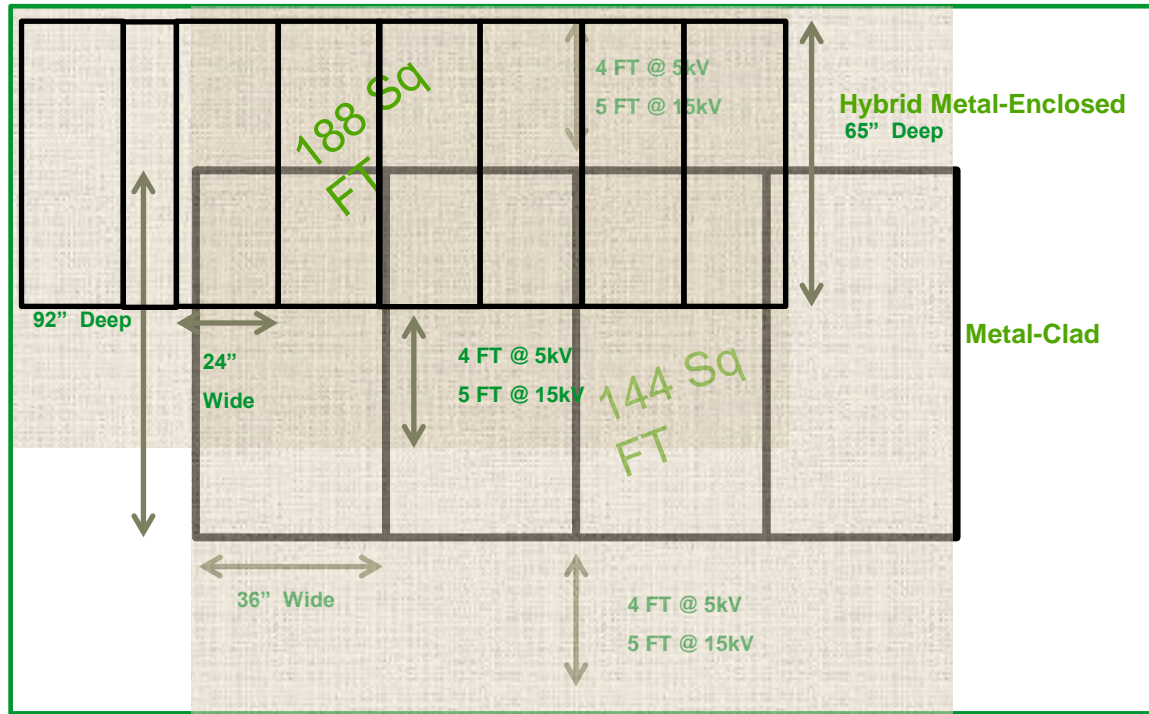 4 FT @ 5kV
5 FT @ 15kV
188 Sq
FT
Hybrid Metal-Enclosed
65” Deep
92” Deep
24”
Wide
4 FT @ 5kV
5 FT @ 15kV
Metal-Clad
144 Sq
FT
36” Wide
4 FT @ 5kV
5 FT @ 15kV